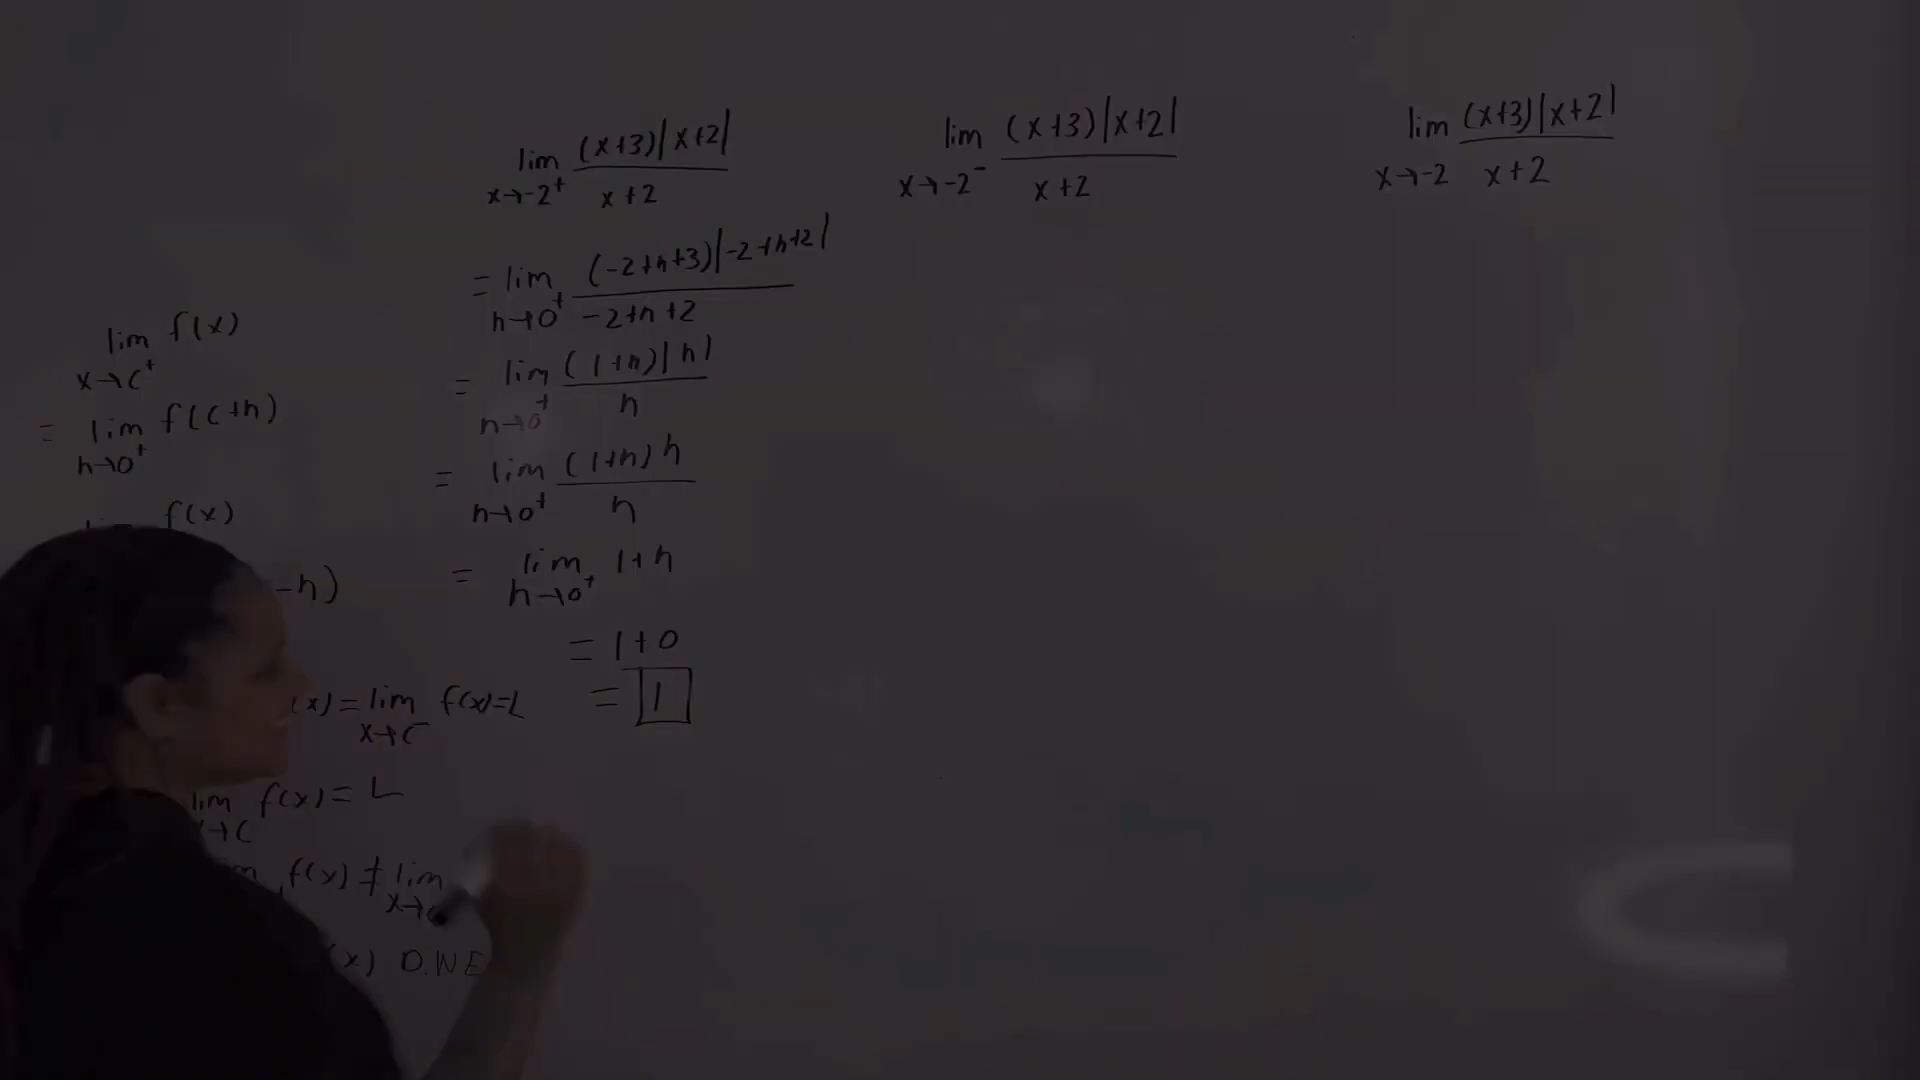 lim f(x)
x→c⁺
= lim f(c+h)
h→0⁺
f(x)
-h)
(x) = lim f(x)=L
x→c⁻
lim f(x) = L
x→c
f(x) ≠ lim
x→c
(x) D.N.E
lim (x+3)|x+2|
x→-2⁺ x+2
= lim (-2+h+3)|-2+h+2|
h→0⁺ -2+h+2
= lim (1+h)|h|
h→0⁺ h
= lim (1+h)h
h→0⁺ h
= lim 1+h
h→0⁺
= 1+0
= 1
lim (x+3)|x+2|
x→-2⁻ x+2
lim (x+3)|x+2|
x→-2 x+2